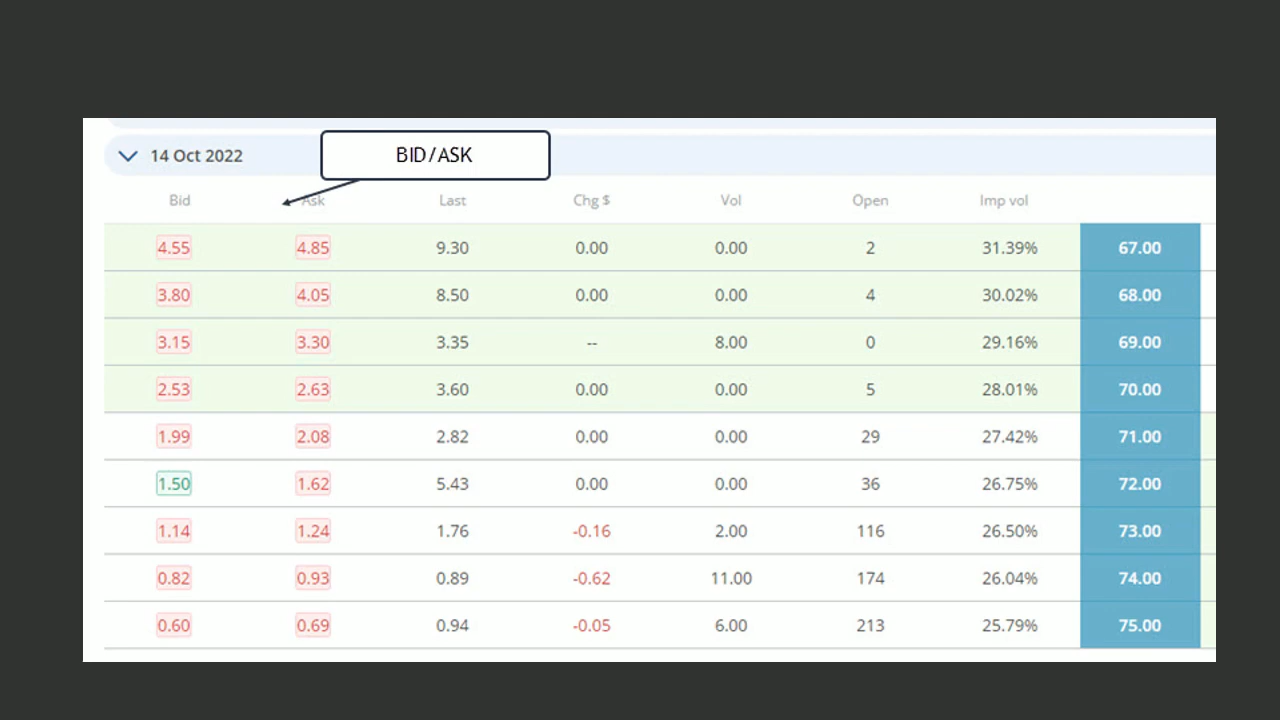 14 Oct 2022
BID/ASK
Bid Ask Last Chg $ Vol Open Imp vol
4.55 4.85 9.30 0.00 0.00 2 31.39% 67.00
3.80 4.05 8.50 0.00 0.00 4 30.02% 68.00
3.15 3.30 3.35 -- 8.00 0 29.16% 69.00
2.53 2.63 3.60 0.00 0.00 5 28.01% 70.00
1.99 2.08 2.82 0.00 0.00 29 27.42% 71.00
1.50 1.62 5.43 0.00 0.00 36 26.75% 72.00
1.14 1.24 1.76 -0.16 2.00 116 26.50% 73.00
0.82 0.93 0.89 -0.62 11.00 174 26.04% 74.00
0.60 0.69 0.94 -0.05 6.00 213 25.79% 75.00